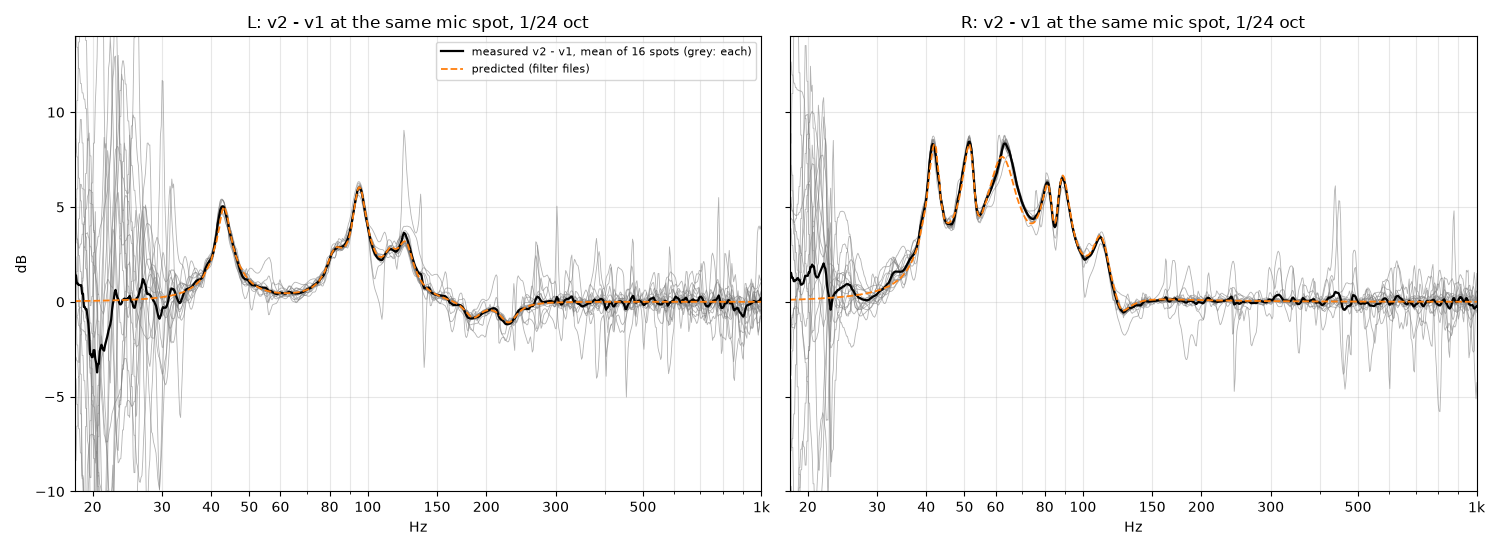 L: v2 - v1 at the same mic spot, 1/24 oct
measured v2 - v1, mean of 16 spots (grey: each)
predicted (filter files)
dB
10
5
0
−5
−10
20 30 40 50 60 80 100 150 200 300 500 1k
Hz
R: v2 - v1 at the same mic spot, 1/24 oct
20 30 40 50 60 80 100 150 200 300 500 1k
Hz